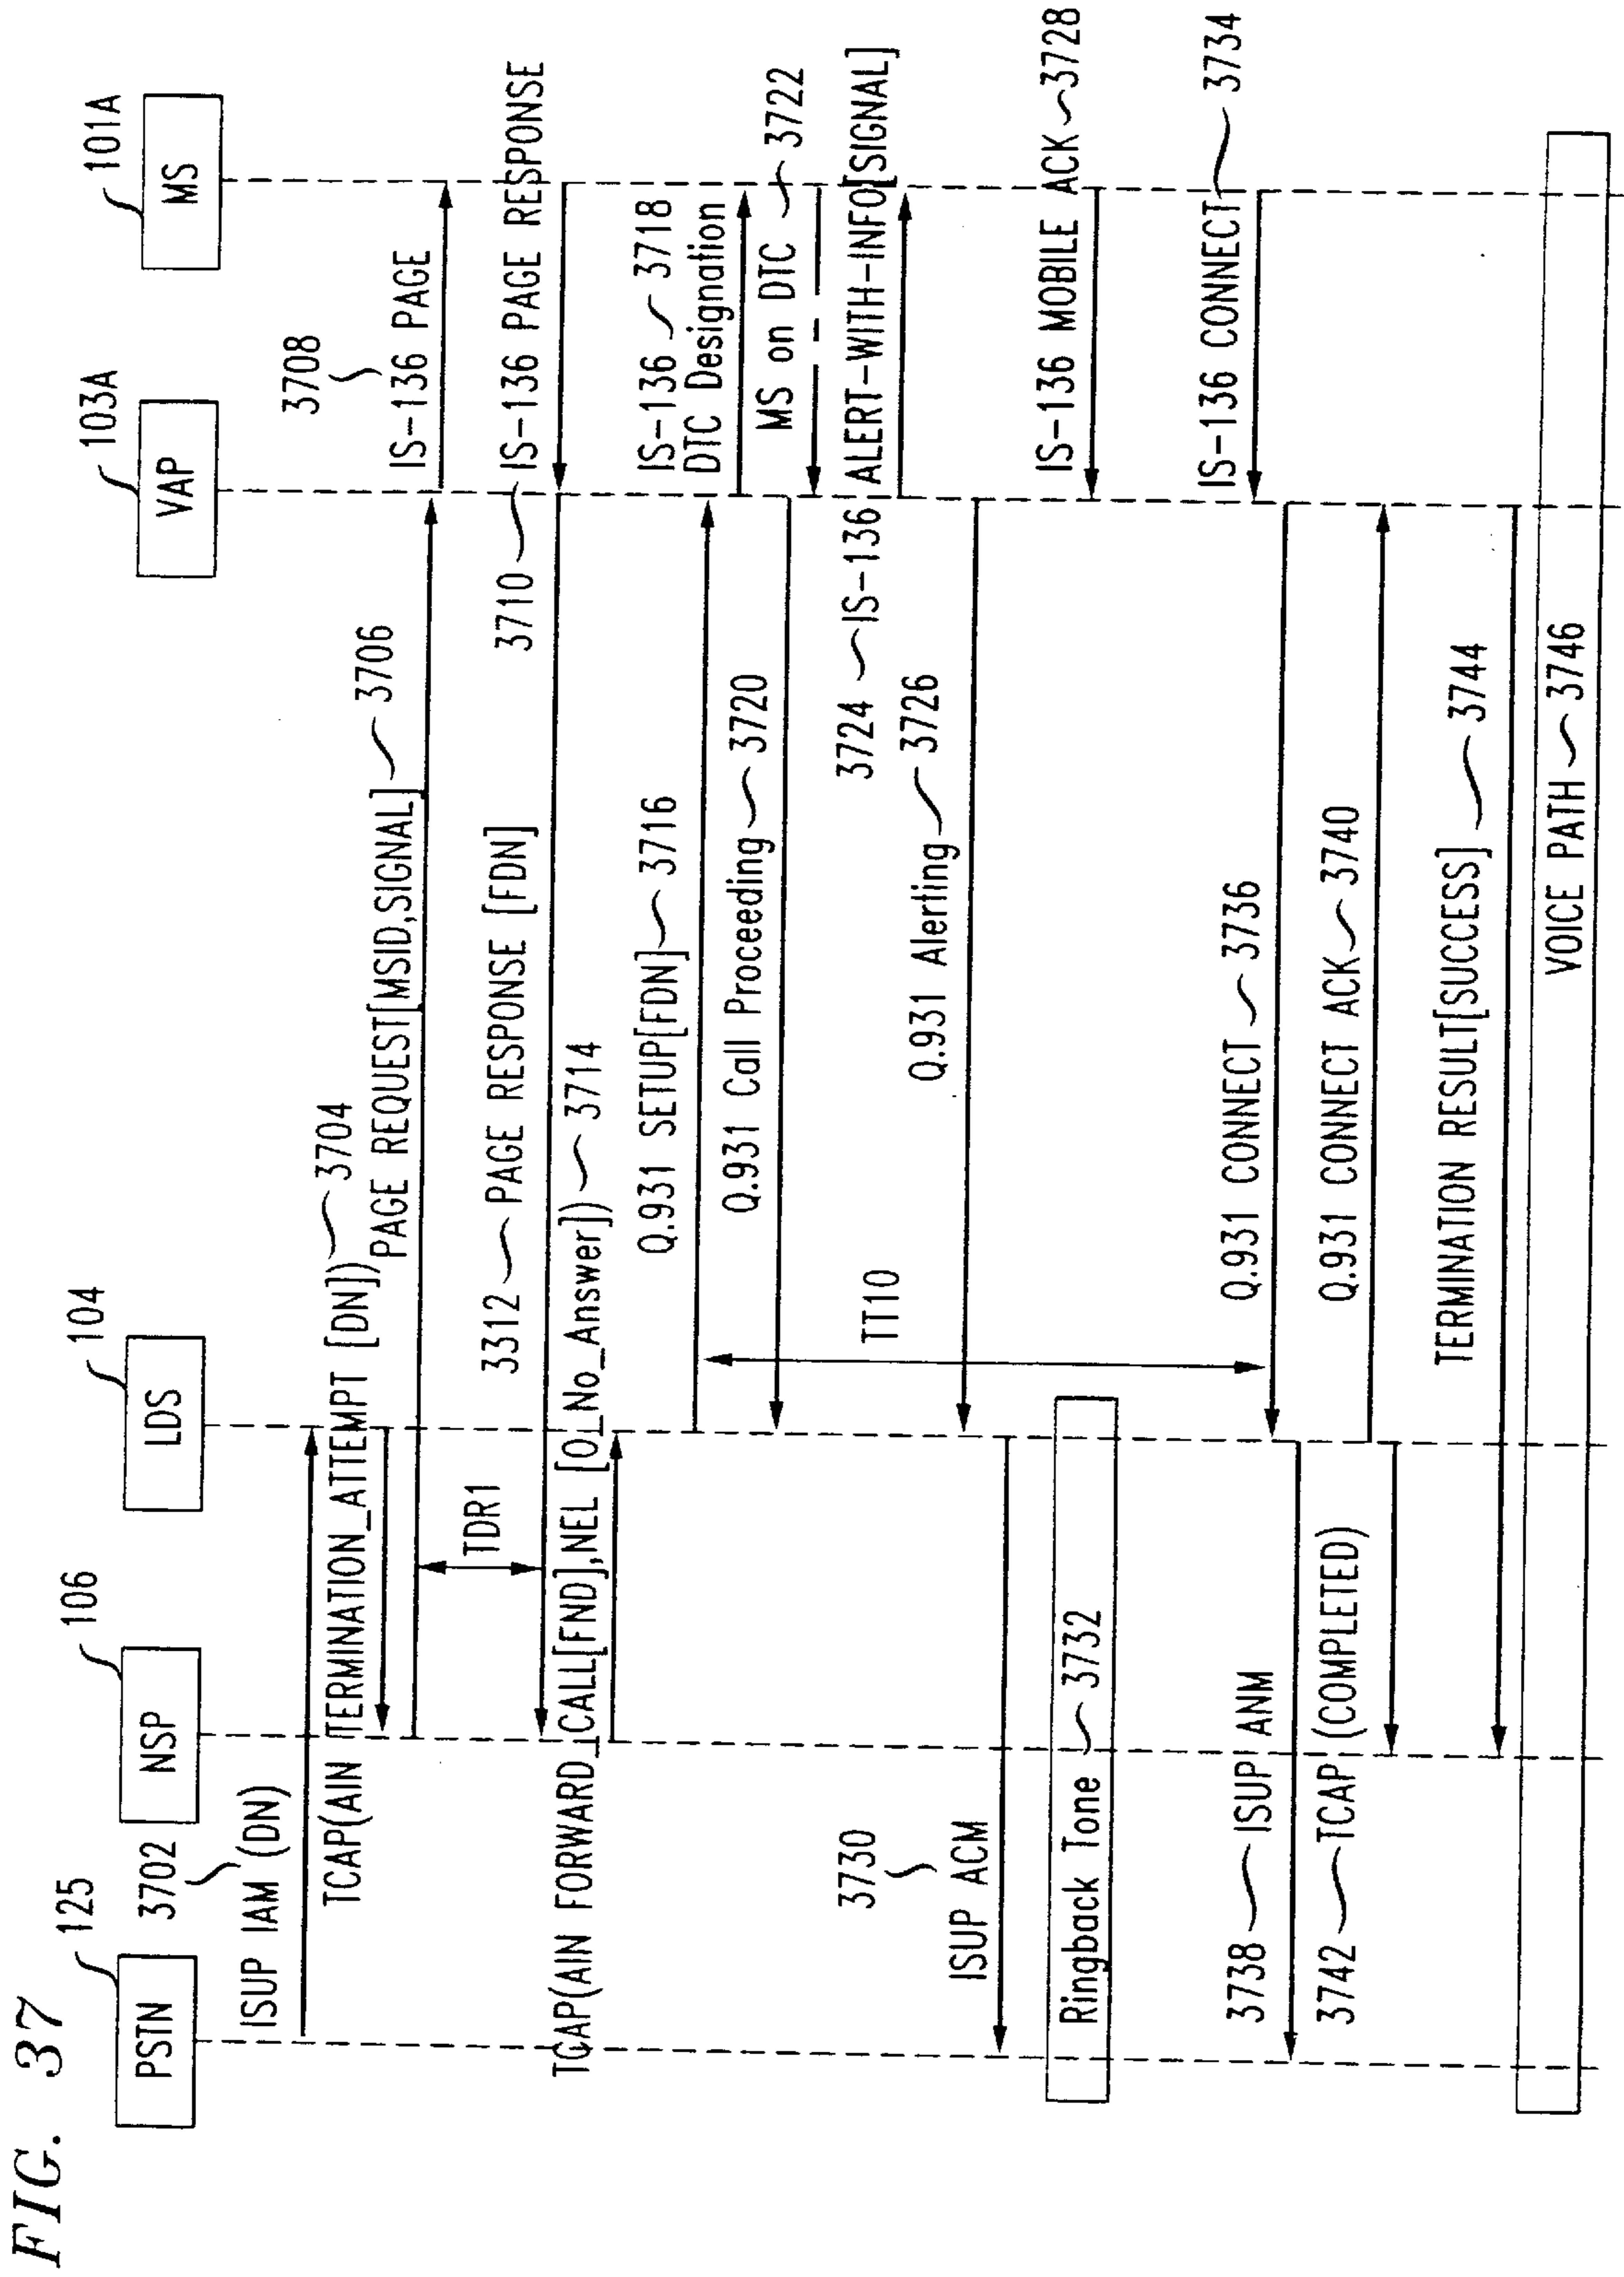 FIG. 37
125
PSTN
106
NSP
104
LDS
103A
VAP
101A
MS
3702
ISUP IAM (DN)
TCAP(AIN TERMINATION_ATTEMPT [DN]) 3704
PAGE REQUEST[MSID,SIGNAL] 3706
3708
IS-136 PAGE
TDR1
3312 PAGE RESPONSE [FDN]
3710 IS-136 PAGE RESPONSE
TCAP(AIN FORWARD_CALL[FND],NEL [O_No_Answer]) 3714
Q.931 SETUP[FDN] 3716
IS-136 3718
DTC Designation
Q.931 Call Proceeding 3720
MS on DTC 3722
3724 IS-136 ALERT-WITH-INFO[SIGNAL]
Q.931 Alerting 3726
3730
ISUP ACM
TT10
IS-136 MOBILE ACK 3728
Ringback Tone 3732
IS-136 CONNECT 3734
Q.931 CONNECT 3736
3738 ISUP ANM
Q.931 CONNECT ACK 3740
3742 TCAP (COMPLETED)
TERMINATION RESULT[SUCCESS] 3744
VOICE PATH 3746